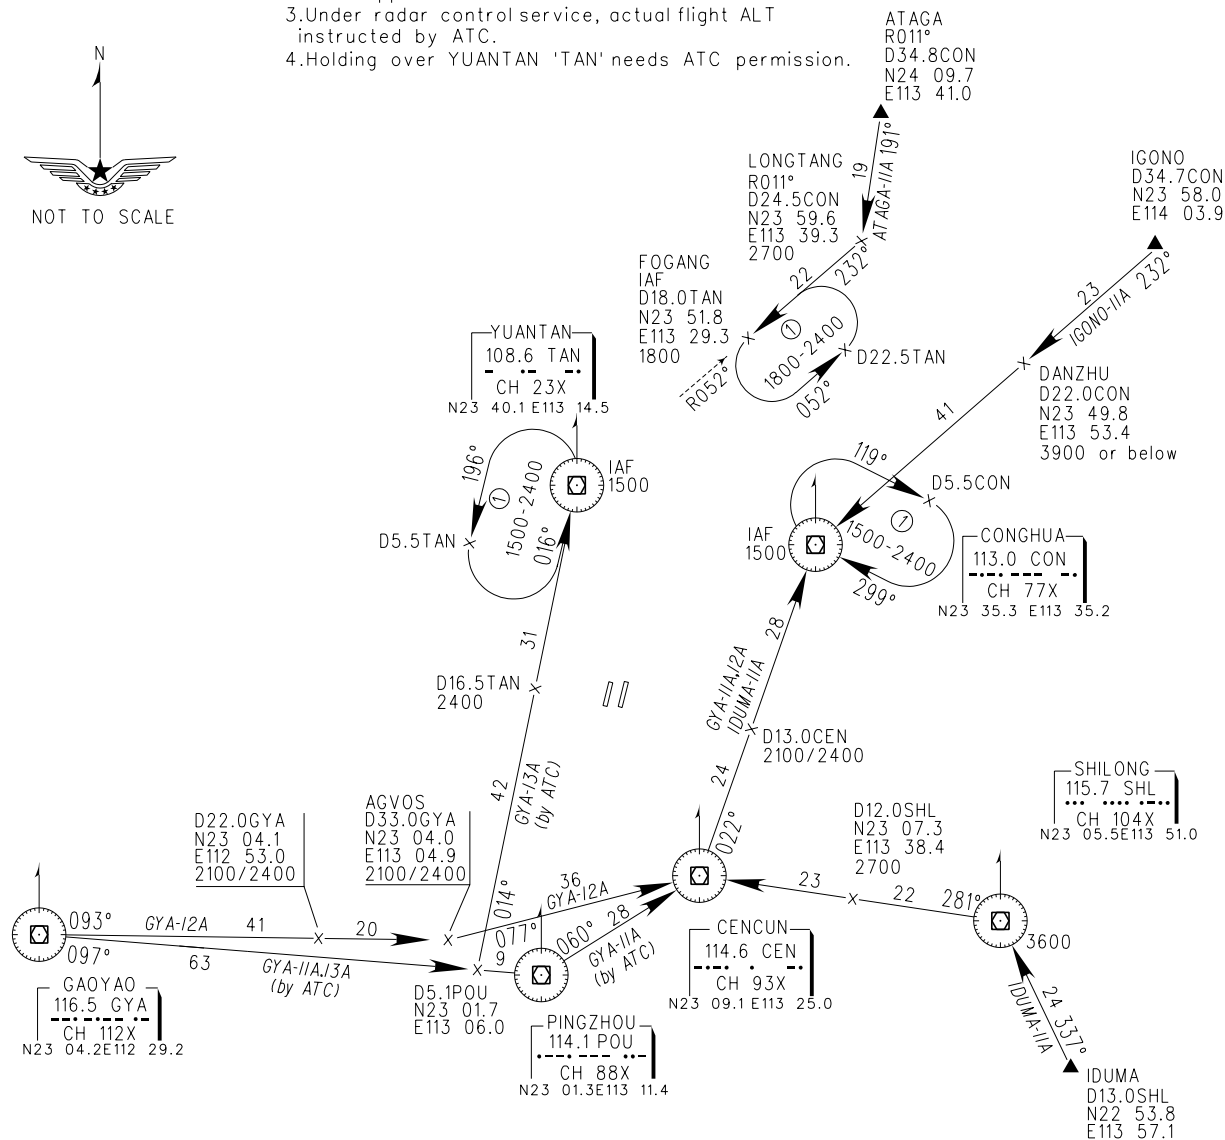 3.Under radar control service, actual flight ALT
instructed by ATC.
4.Holding over YUANTAN 'TAN' needs ATC permission.
N
NOT TO SCALE
ATAGA
R011°
D34.8CON
N24 09.7
E113 41.0
19
ATAGA-11A 191°
LONGTANG
R011°
D24.5CON
N23 59.6
E113 39.3
2700
IGONO
D34.7CON
N23 58.0
E114 03.9
23
IGONO-11A 232°
FOGANG
IAF
D18.0TAN
N23 51.8
E113 29.3
1800
22
232°
1
1800-2400
052°
R052°
D22.5TAN
DANZHU
D22.0CON
N23 49.8
E113 53.4
3900 or below
41
YUANTAN
108.6 TAN
CH 23X
N23 40.1 E113 14.5
IAF
1500
196°
1
1500-2400
016°
D5.5TAN
119°
D5.5CON
IAF
1500
1
1500-2400
299°
CONGHUA
113.0 CON
CH 77X
N23 35.3 E113 35.2
31
28
D16.5TAN
2400
GYA-11A,12A
IDUMA-11A
D13.0CEN
2100/2400
24
42
GYA-13A
(by ATC)
SHILONG
115.7 SHL
CH 104X
N23 05.5E113 51.0
D22.0GYA
N23 04.1
E112 53.0
2100/2400
AGVOS
D33.0GYA
N23 04.0
E113 04.9
2100/2400
D12.0SHL
N23 07.3
E113 38.4
2700
022°
23
22
281°
3600
093°
GYA-12A
41
20
014°
077°
36
GYA-12A
097°
63
GYA-11A,13A
(by ATC)
9
060°
28
GYA-11A
(by ATC)
GAOYAO
116.5 GYA
CH 112X
N23 04.2E112 29.2
D5.1POU
N23 01.7
E113 06.0
CENCUN
114.6 CEN
CH 93X
N23 09.1 E113 25.0
PINGZHOU
114.1 POU
CH 88X
N23 01.3E113 11.4
24 337°
IDUMA-11A
IDUMA
D13.0SHL
N22 53.8
E113 57.1